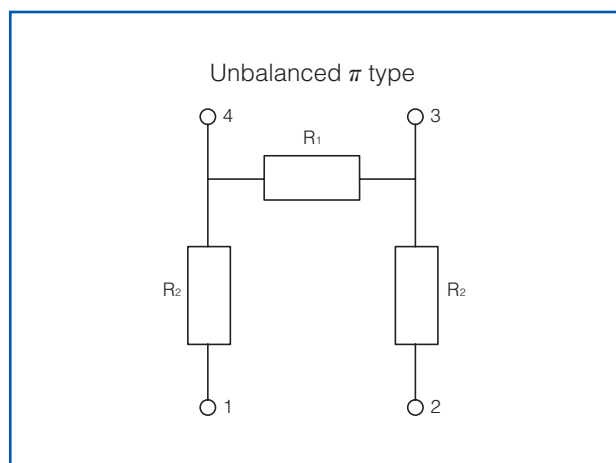 Unbalanced π type
4
3
R₁
R₂
R₂
1
2